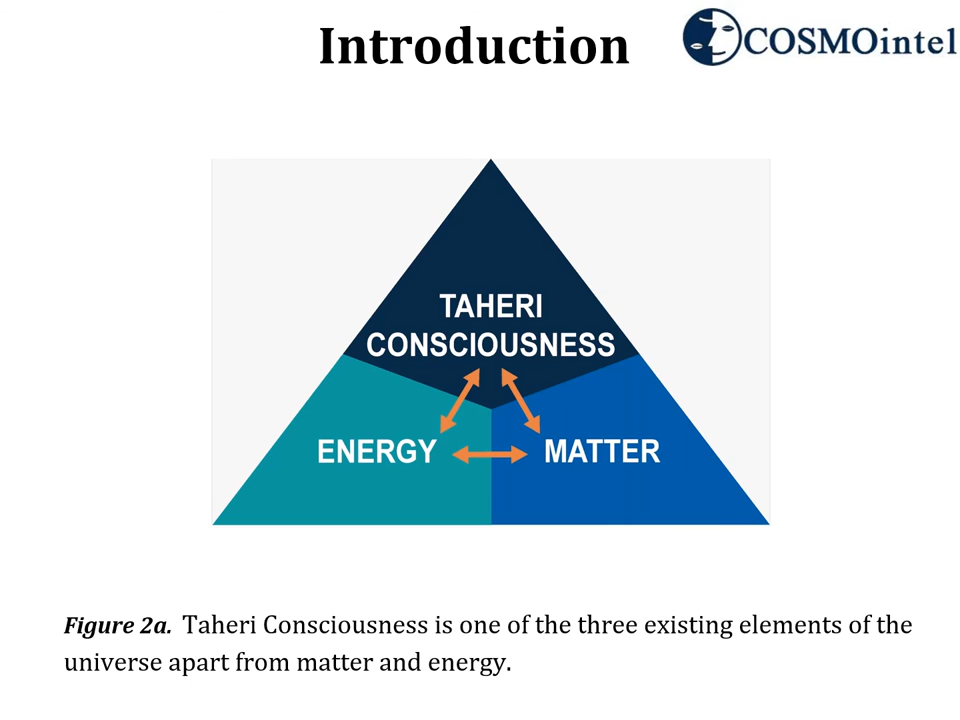 Introduction
COSMOintel
TAHERI
CONSCIOUSNESS
ENERGY
MATTER
Figure 2a. Taheri Consciousness is one of the three existing elements of the
universe apart from matter and energy.